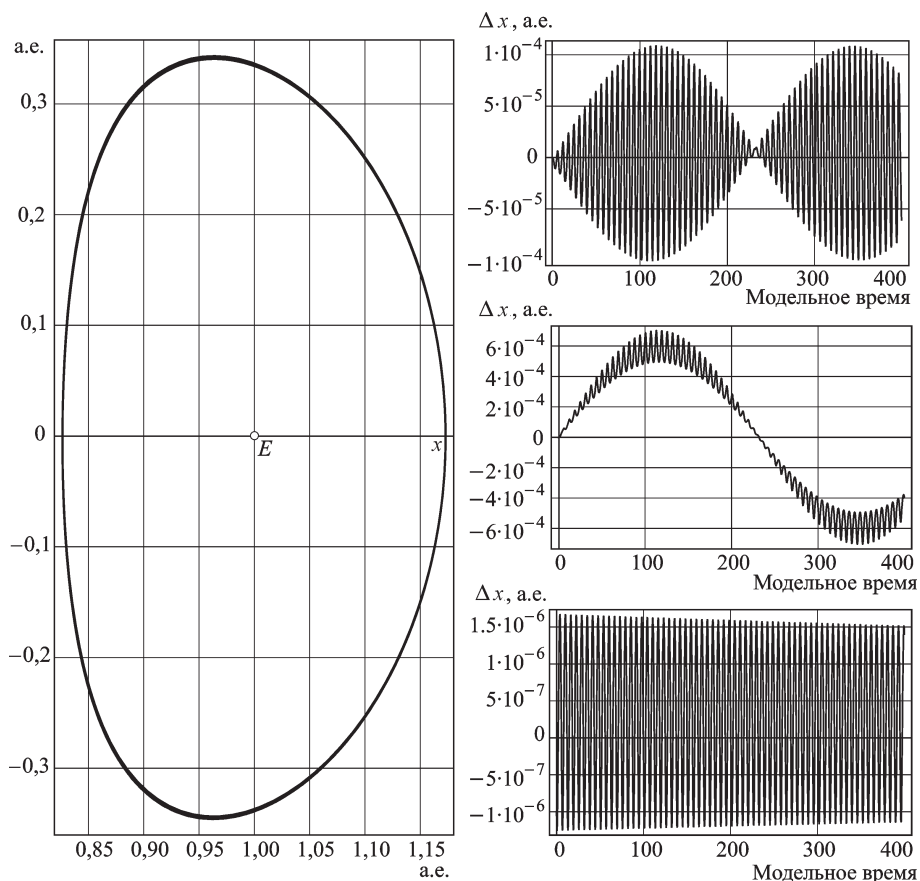 а.е.
0,3
0,2
0,1
0
−0,1
−0,2
−0,3
E
x
0,85 0,90 0,95 1,00 1,05 1,10 1,15
а.е.
Δx, а.е.
1·10⁻⁴
5·10⁻⁵
0
−5·10⁻⁵
−1·10⁻⁴
0 100 200 300 400
Модельное время
Δx, а.е.
6·10⁻⁴
4·10⁻⁴
2·10⁻⁴
0
−2·10⁻⁴
−4·10⁻⁴
−6·10⁻⁴
0 100 200 300 400
Модельное время
Δx, а.е.
1.5·10⁻⁶
1·10⁻⁶
5·10⁻⁷
0
−5·10⁻⁷
−1·10⁻⁶
0 100 200 300 400
Модельное время